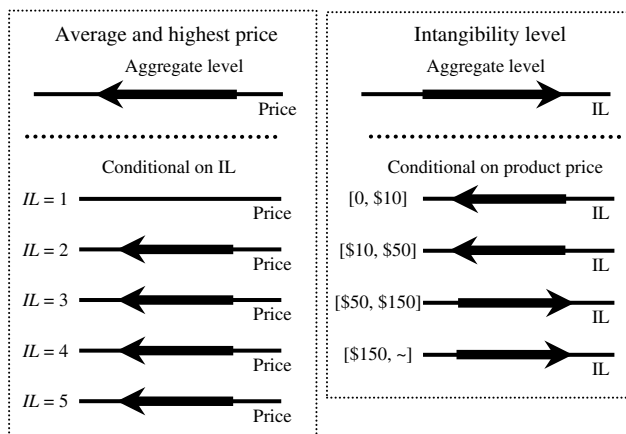 Average and highest price
Aggregate level
Price
Conditional on IL
IL = 1
Price
IL = 2
Price
IL = 3
Price
IL = 4
Price
IL = 5
Price
Intangibility level
Aggregate level
IL
Conditional on product price
[0, $10]
IL
[$10, $50]
IL
[$50, $150]
IL
[$150, ~]
IL